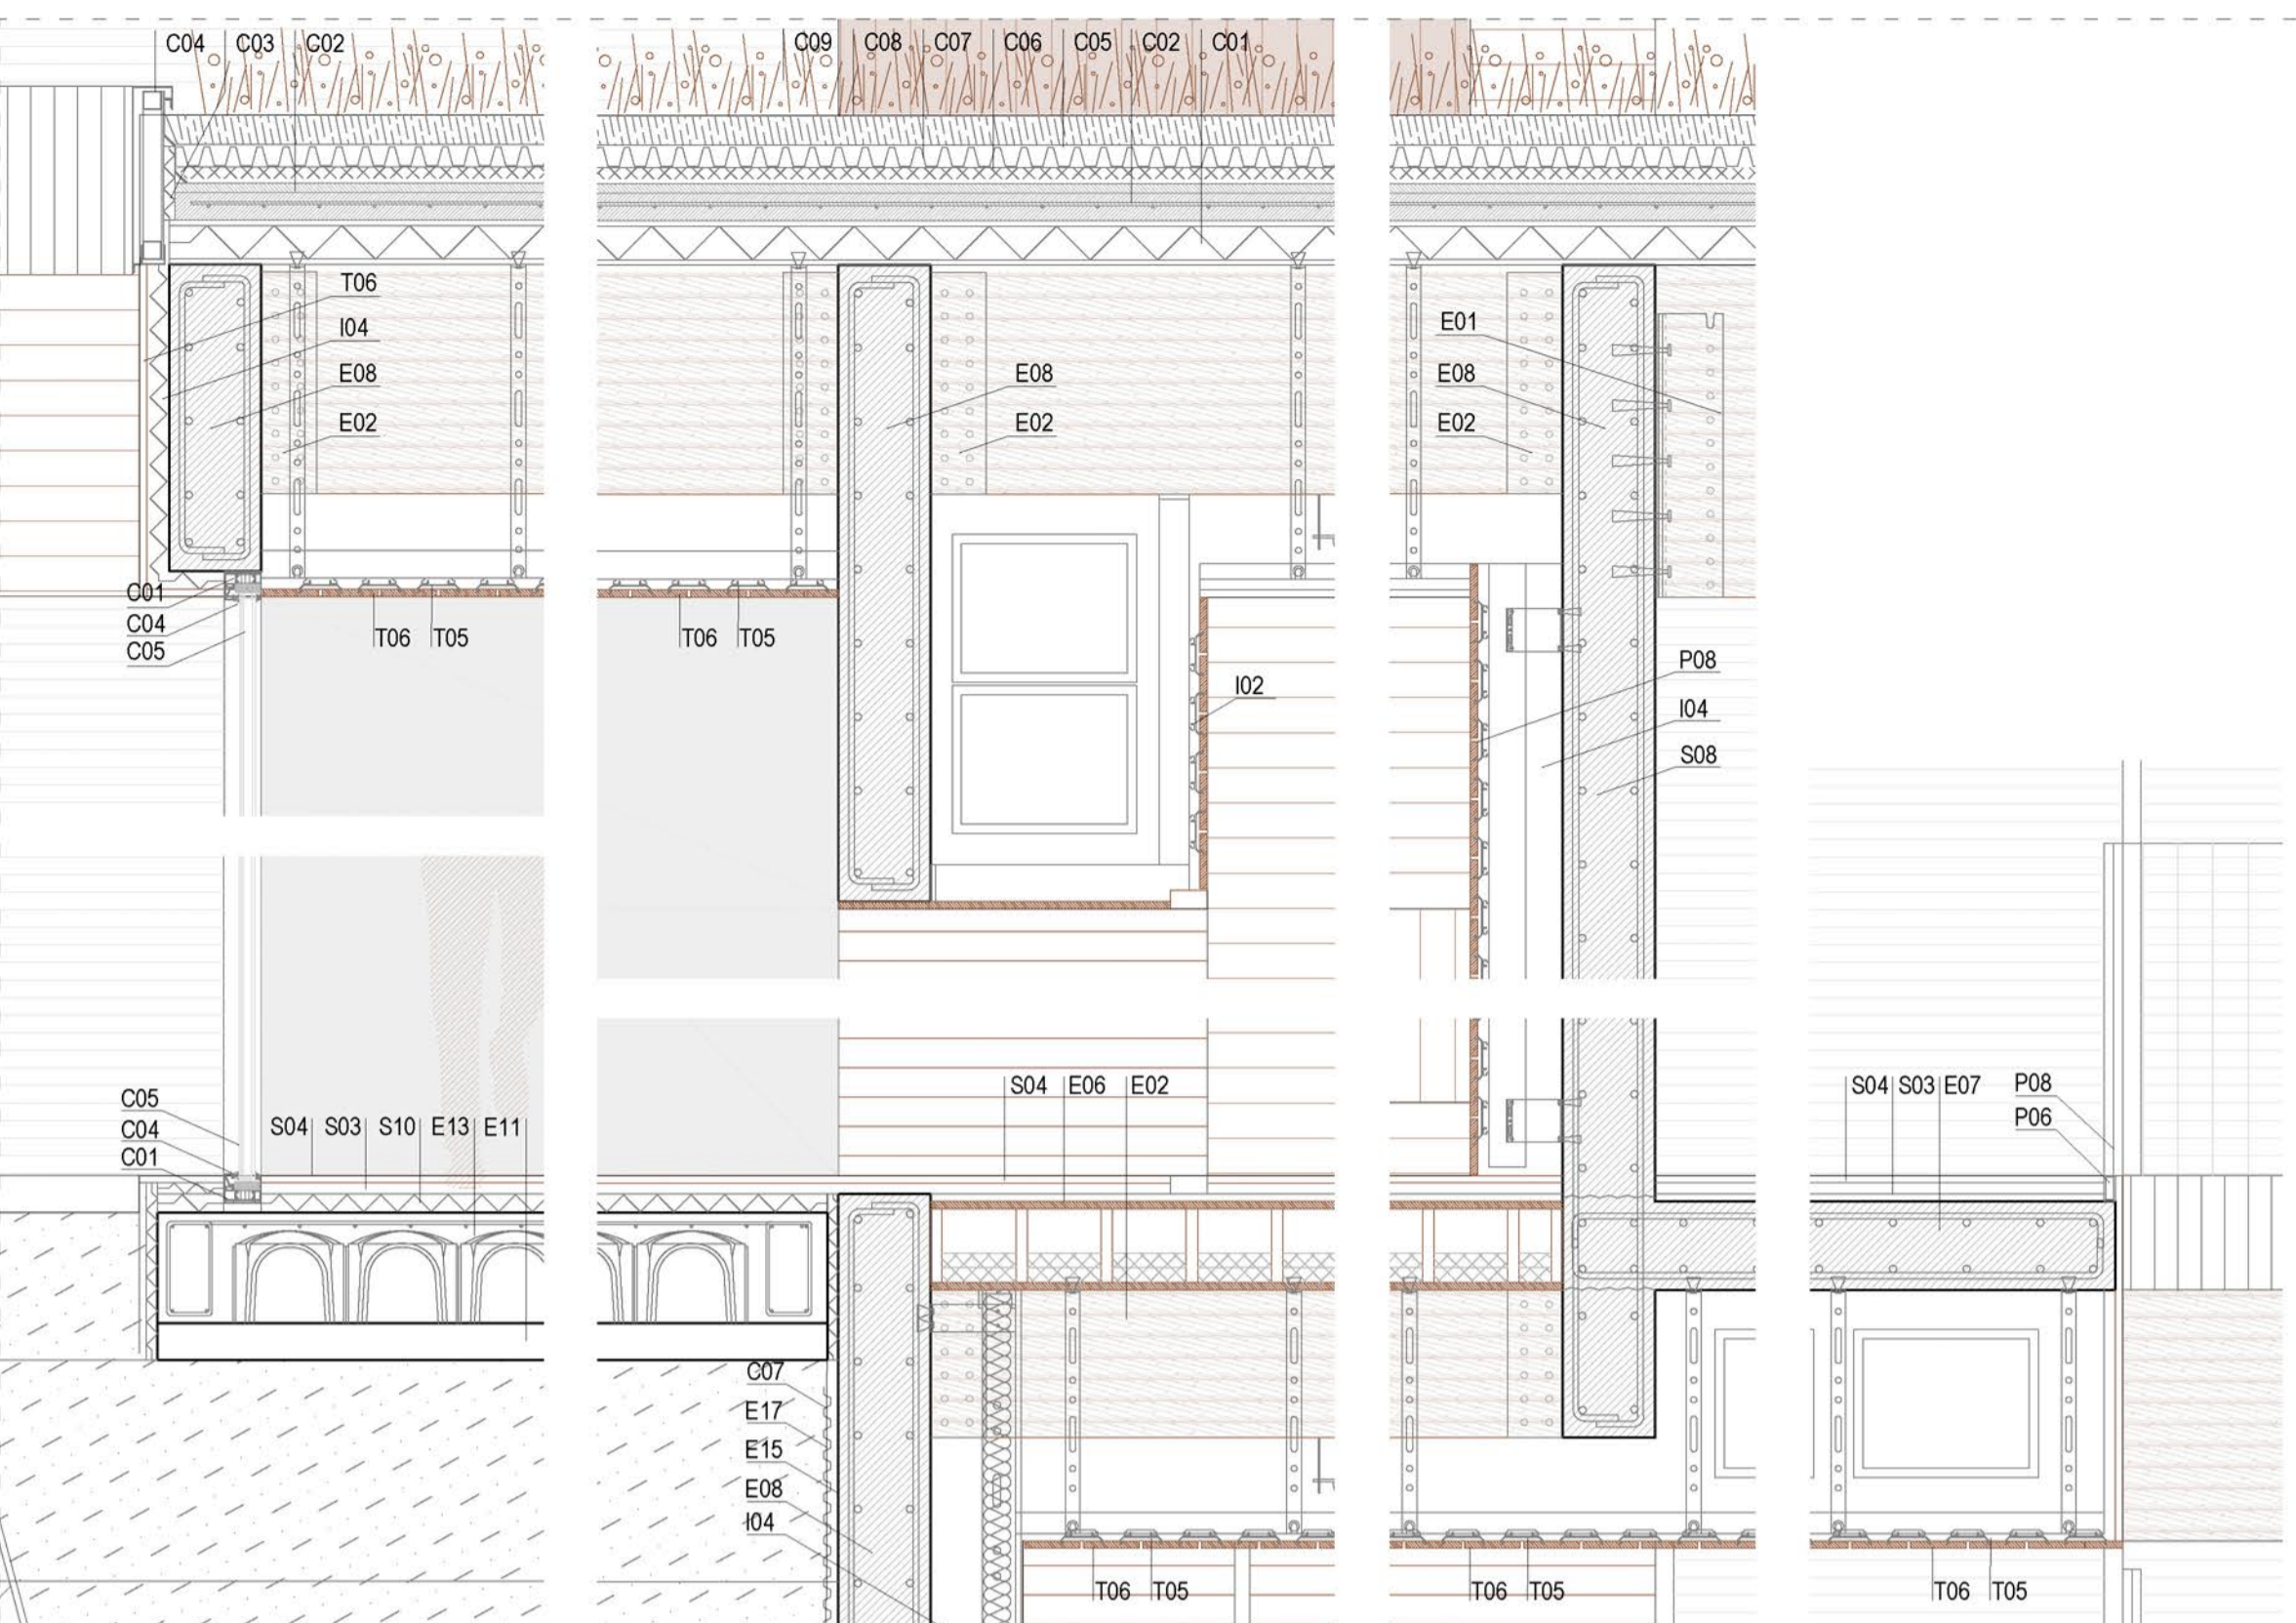 C04 C03 C02 C09 C08 C07 C06 C05 C02 C01
T06
I04
E08
E02
E08
E02
E01
E08
E02
C01
C04
C05
T06 T05
T06 T05
I02
P08
I04
S08
C05
C04
C01
S04 S03 S10 E13 E11
S04 E06 E02
S04 S03 E07
P08
P06
C07
E17
E15
E08
I04
T06 T05
T06 T05
T06 T05